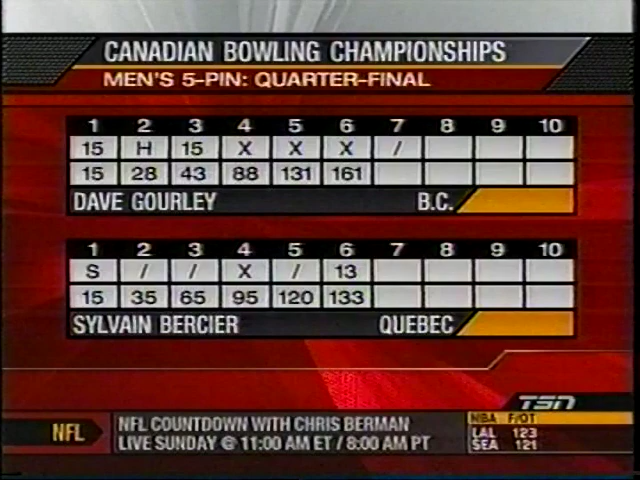 CANADIAN BOWLING CHAMPIONSHIPS
MEN'S 5-PIN: QUARTER-FINAL
1 2 3 4 5 6 7 8 9 10
15 H 15 X X X /
15 28 43 88 131 161
DAVE GOURLEY B.C.
1 2 3 4 5 6 7 8 9 10
S / / X / 13
15 35 65 95 120 133
SYLVAIN BERCIER QUEBEC
TSN
NFL
NFL COUNTDOWN WITH CHRIS BERMAN
LIVE SUNDAY @ 11:00 AM ET / 8:00 AM PT
NBA F/OT
LAL 123
SEA 121